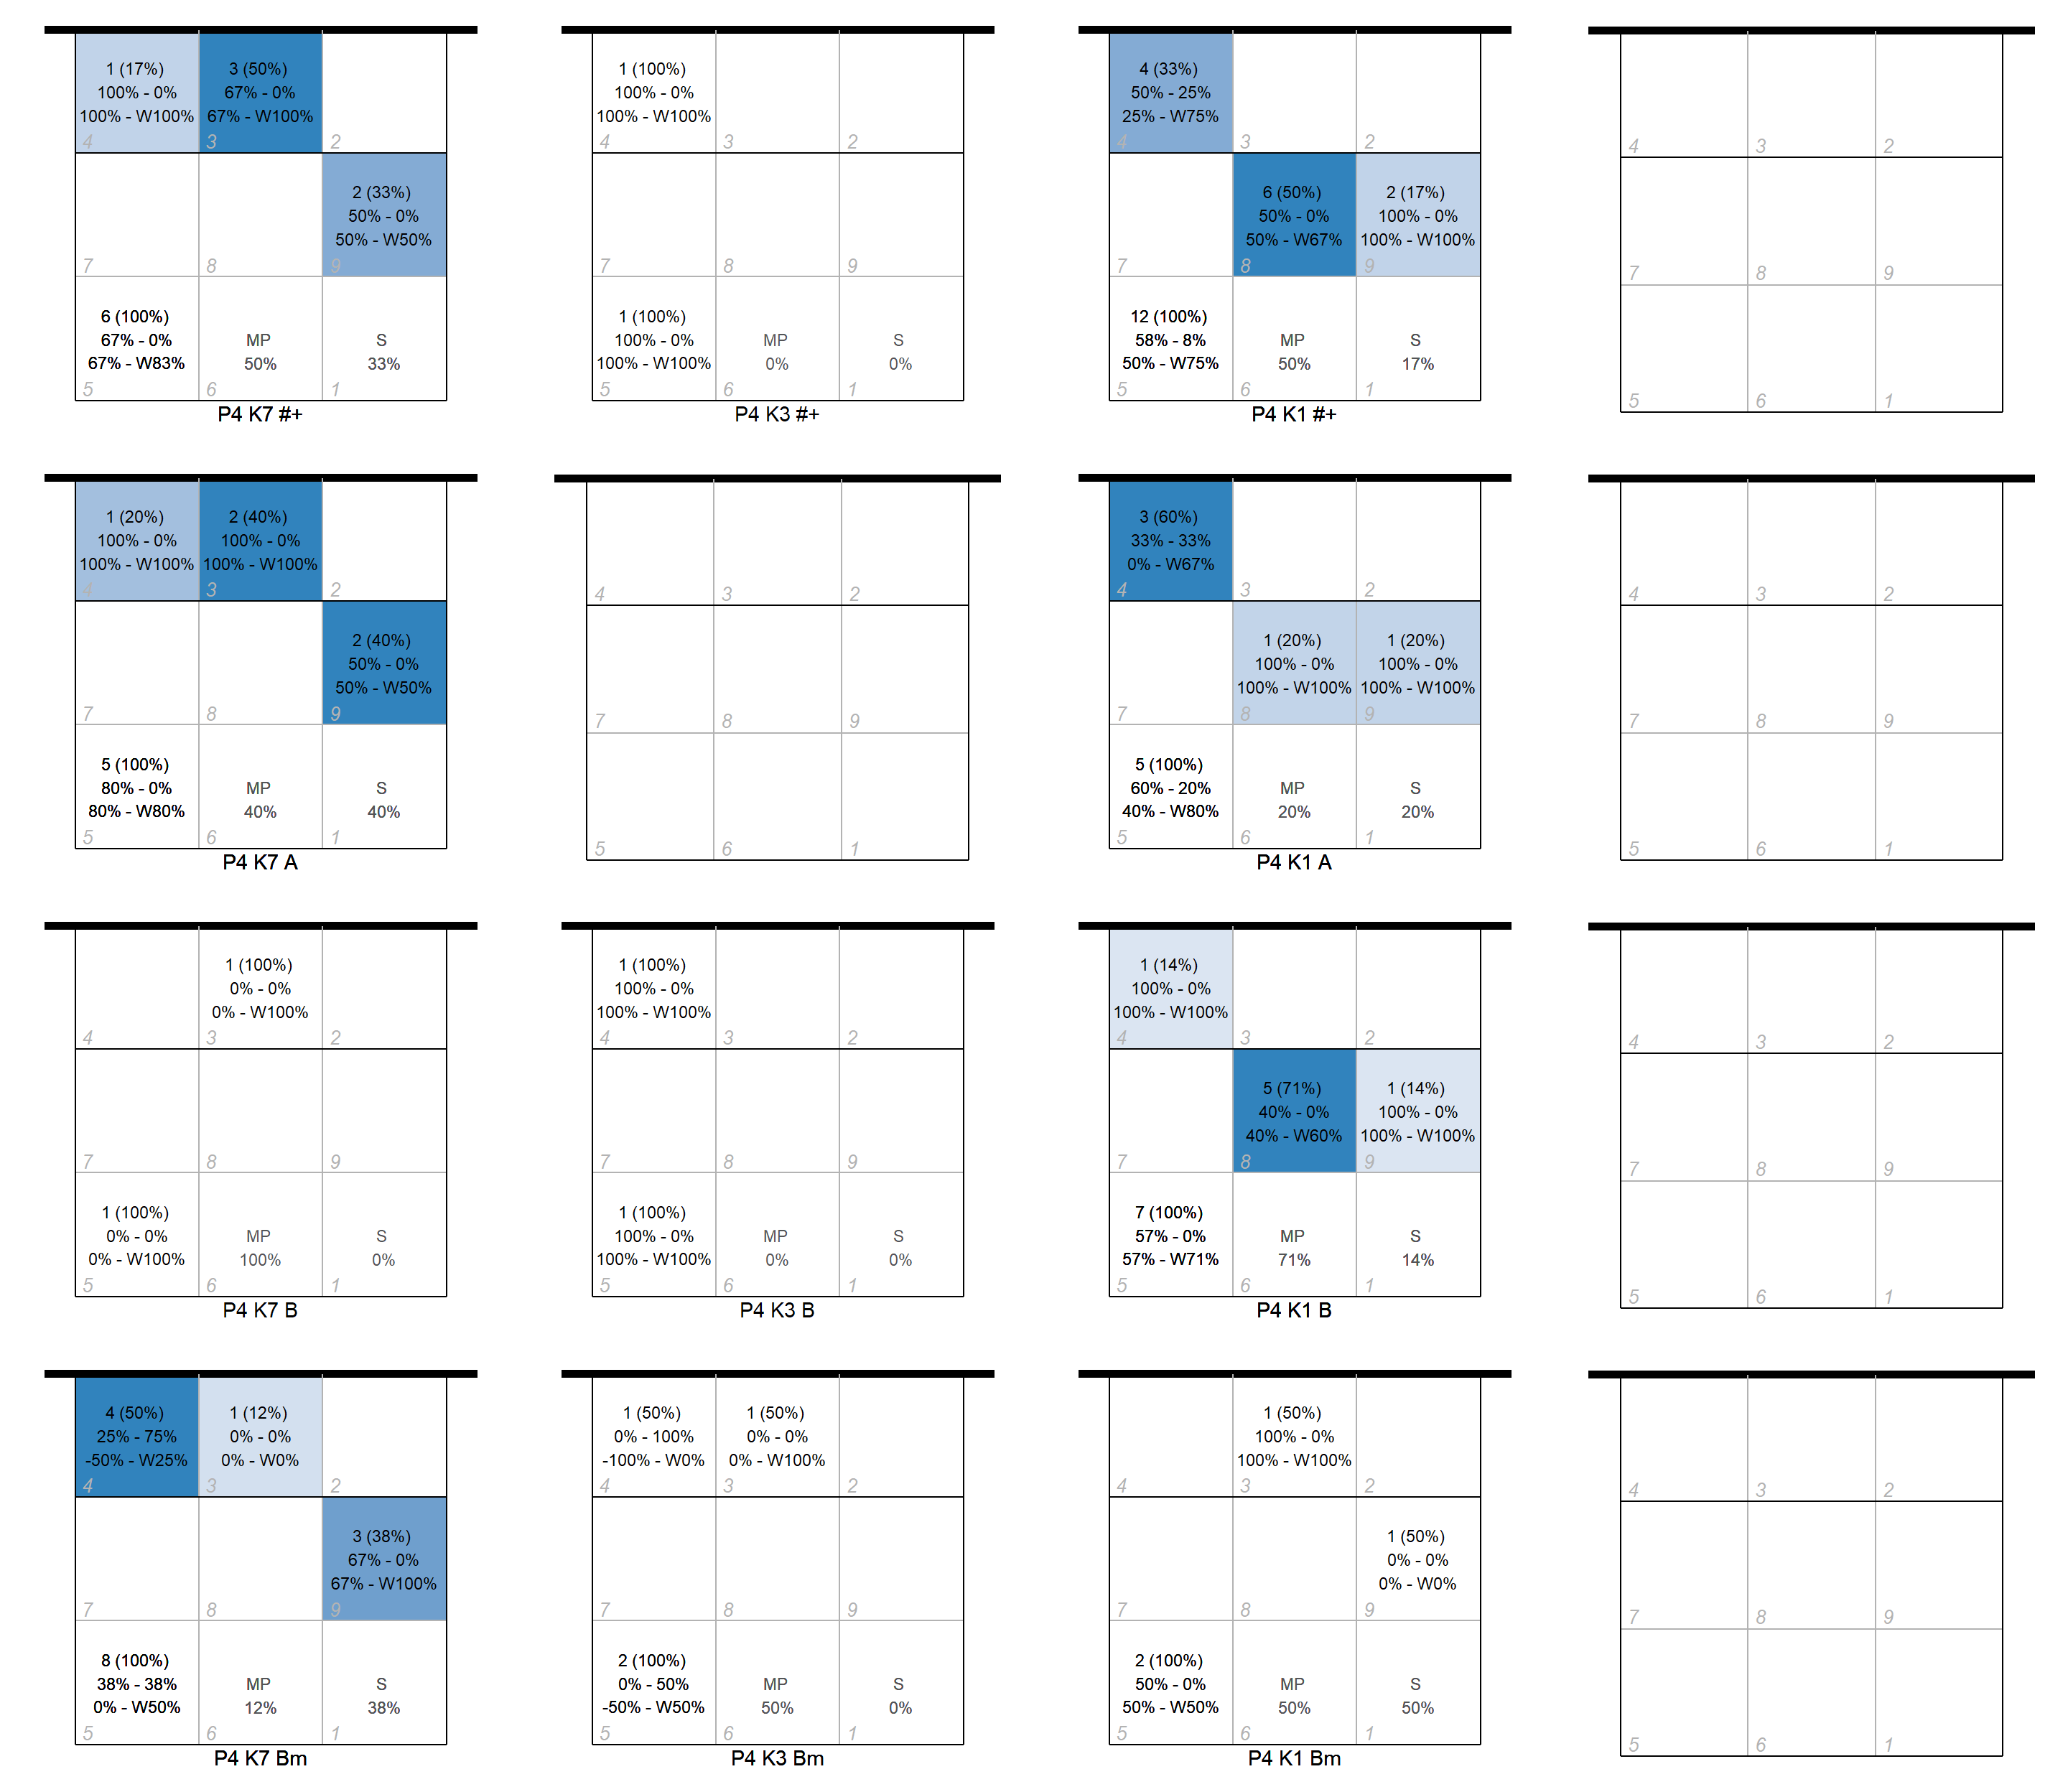 1 (17%)
100% - 0%
100% - W100%
4
3 (50%)
67% - 0%
67% - W100%
3
2
7
8
2 (33%)
50% - 0%
50% - W50%
9
6 (100%)
67% - 0%
67% - W83%
5
MP
50%
6
S
33%
1
P4 K7 #+
1 (100%)
100% - 0%
100% - W100%
4
3
2
7
8
9
1 (100%)
100% - 0%
100% - W100%
5
MP
0%
6
S
0%
1
P4 K3 #+
4 (33%)
50% - 25%
25% - W75%
4
3
2
7
6 (50%)
50% - 0%
50% - W67%
8
2 (17%)
100% - 0%
100% - W100%
9
12 (100%)
58% - 8%
50% - W75%
5
MP
50%
6
S
17%
1
P4 K1 #+
4
3
2
7
8
9
5
6
1
1 (20%)
100% - 0%
100% - W100%
4
2 (40%)
100% - 0%
100% - W100%
3
2
7
8
2 (40%)
50% - 0%
50% - W50%
9
5 (100%)
80% - 0%
80% - W80%
5
MP
40%
6
S
40%
1
P4 K7 A
4
3
2
7
8
9
5
6
1
3 (60%)
33% - 33%
0% - W67%
4
3
2
7
1 (20%)
100% - 0%
100% - W100%
8
1 (20%)
100% - 0%
100% - W100%
9
5 (100%)
60% - 20%
40% - W80%
5
MP
20%
6
S
20%
1
P4 K1 A
4
3
2
7
8
9
5
6
1
4
1 (100%)
0% - 0%
0% - W100%
3
2
7
8
9
1 (100%)
0% - 0%
0% - W100%
5
MP
100%
6
S
0%
1
P4 K7 B
1 (100%)
100% - 0%
100% - W100%
4
3
2
7
8
9
1 (100%)
100% - 0%
100% - W100%
5
MP
0%
6
S
0%
1
P4 K3 B
1 (14%)
100% - 0%
100% - W100%
4
3
2
7
5 (71%)
40% - 0%
40% - W60%
8
1 (14%)
100% - 0%
100% - W100%
9
7 (100%)
57% - 0%
57% - W71%
5
MP
71%
6
S
14%
1
P4 K1 B
4
3
2
7
8
9
5
6
1
4 (50%)
25% - 75%
-50% - W25%
4
1 (12%)
0% - 0%
0% - W0%
3
2
7
8
3 (38%)
67% - 0%
67% - W100%
9
8 (100%)
38% - 38%
0% - W50%
5
MP
12%
6
S
38%
1
P4 K7 Bm
1 (50%)
0% - 100%
-100% - W0%
4
1 (50%)
0% - 0%
0% - W100%
3
2
7
8
9
2 (100%)
0% - 50%
-50% - W50%
5
MP
50%
6
S
0%
1
P4 K3 Bm
4
1 (50%)
100% - 0%
100% - W100%
3
2
7
8
1 (50%)
0% - 0%
0% - W0%
9
2 (100%)
50% - 0%
50% - W50%
5
MP
50%
6
S
50%
1
P4 K1 Bm
4
3
2
7
8
9
5
6
1